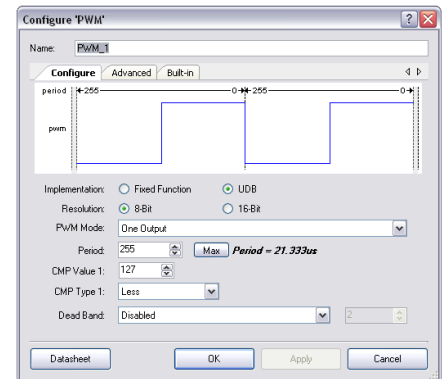 Configure 'PWM'
Name: PWM_1
Configure Advanced Built-in
period 255 0 255 0
pwm
Implementation: Fixed Function UDB
Resolution: 8-Bit 16-Bit
PWM Mode: One Output
Period: 255 Max Period = 21.333us
CMP Value 1: 127
CMP Type 1: Less
Dead Band: Disabled 2
Datasheet OK Apply Cancel